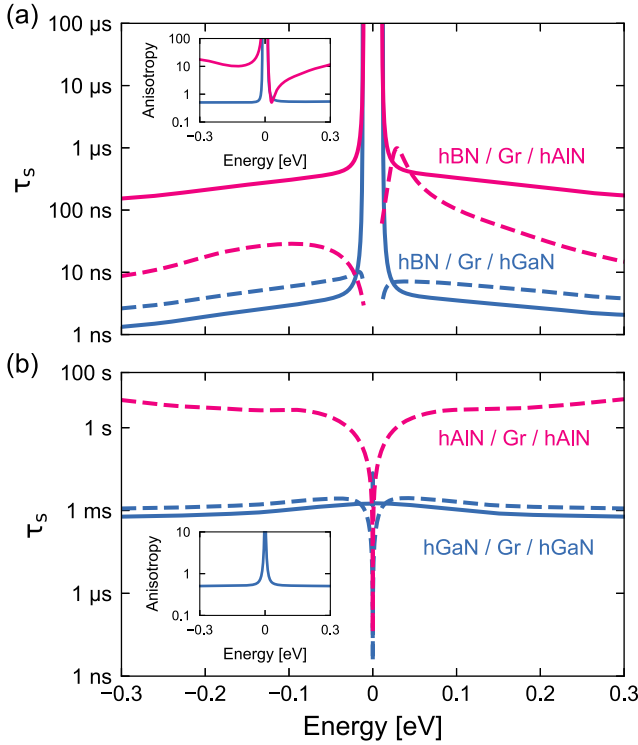 (a)
100 µs
1 µs
100 ns
10 ns
1 ns
τs
Anisotropy
100
10
1
0.1
−0.3
0
0.3
Energy [eV]
hBN / Gr / hAlN
hBN / Gr / hGaN
(b)
100 s
1 s
1 ms
1 µs
1 ns
τs
hAlN / Gr / hAlN
hGaN / Gr / hGaN
Anisotropy
10
1
0.1
−0.3
0
0.3
Energy [eV]
−0.3
−0.2
−0.1
0
0.1
0.2
0.3
Energy [eV]